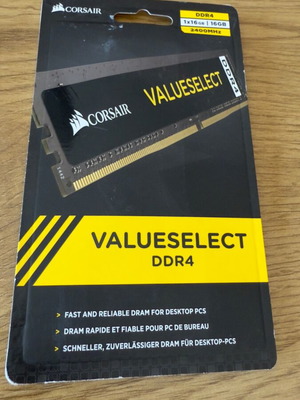 CORSAIR
DDR4
1x16GB | 16GB
2400MHz
VALUESELECT
DDR4
CORSAIR
VALUESELECT
DDR4
> FAST AND RELIABLE DRAM FOR DESKTOP PCS
> DRAM RAPIDE ET FIABLE POUR PC DE BUREAU
> SCHNELLER, ZUVERLÄSSIGER DRAM FÜR DESKTOP-PCS